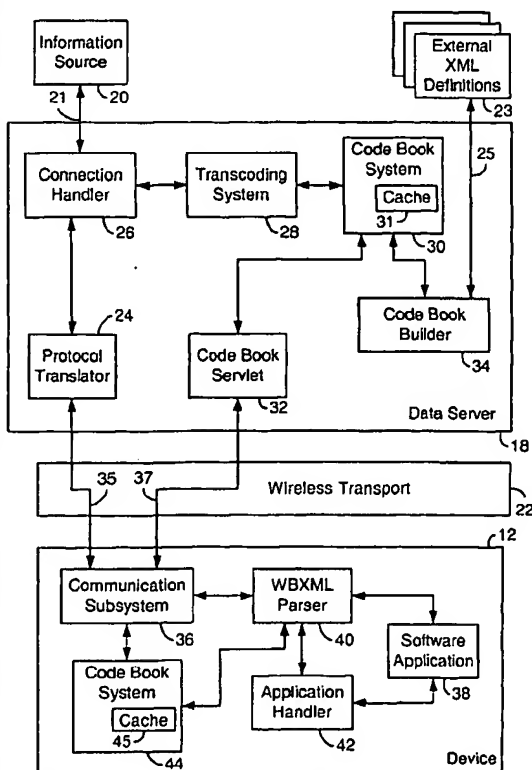 Information
Source
20
21
External
XML
Definitions
23
25
Connection
Handler
26
Transcoding
System
28
Code Book
System
Cache
31
30
24
Protocol
Translator
Code Book
Servlet
32
Code Book
Builder
34
Data Server
18
35
37
Wireless Transport
22
12
Communication
Subsystem
36
WBXML
Parser
40
Software
Application
38
Code Book
System
Cache
45
44
Application
Handler
42
Device